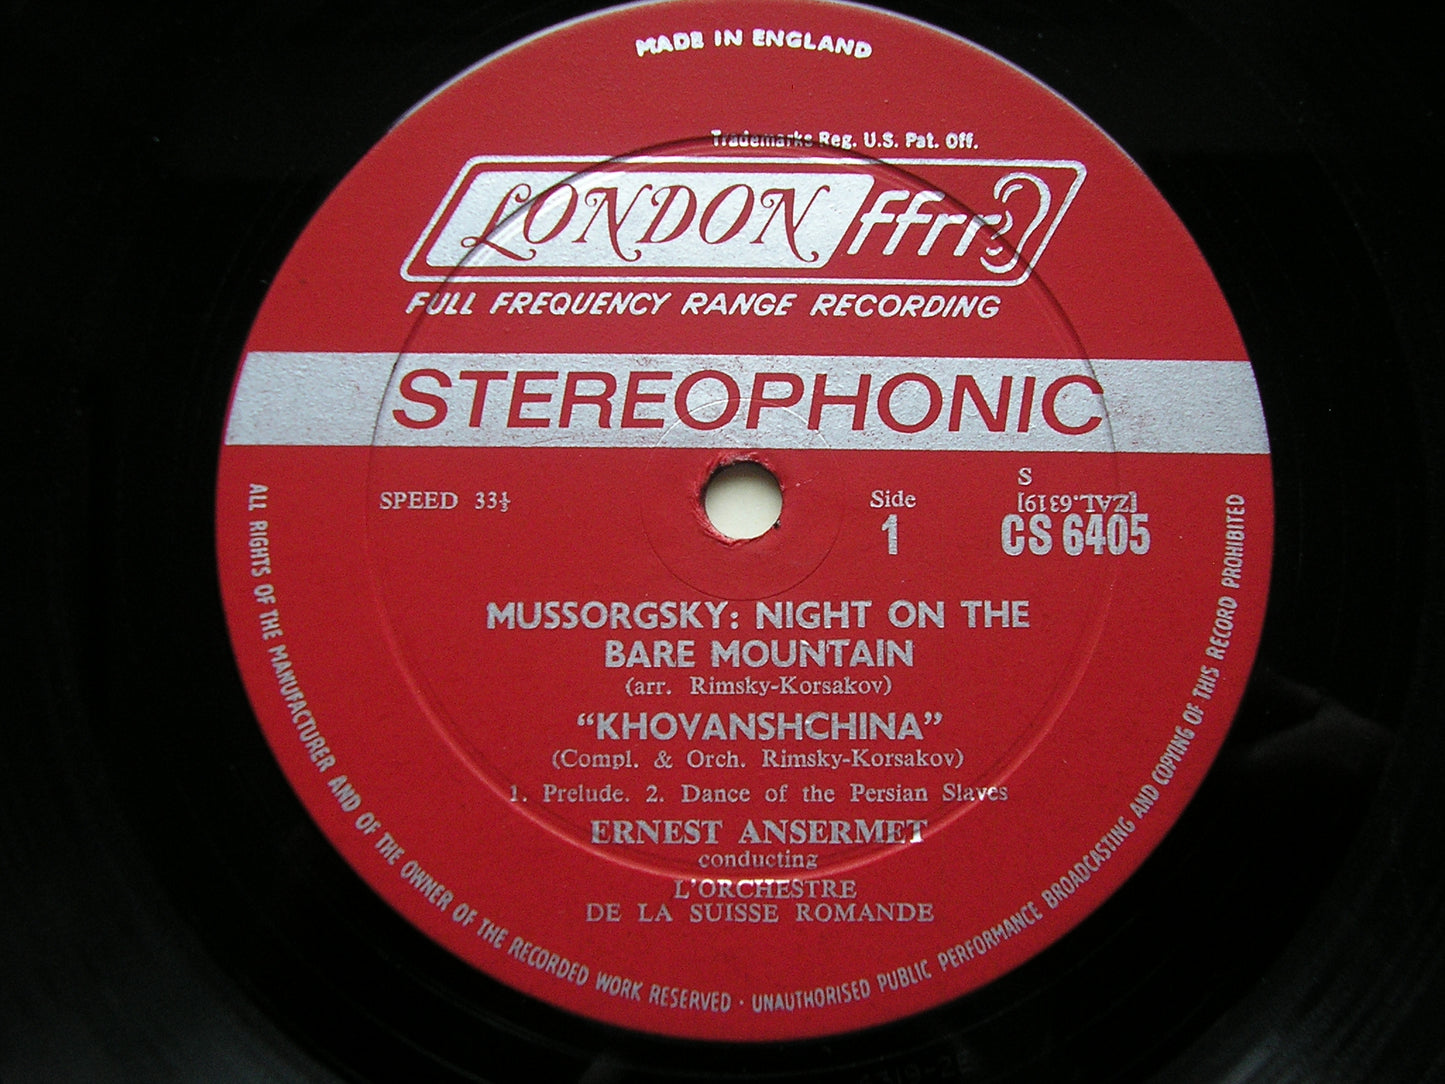 MADE IN ENGLAND
Trademarks Reg. U.S. Pat. Off.
LONDON ffrr
FULL FREQUENCY RANGE RECORDING
STEREOPHONIC
SPEED 33⅓
Side
1
S
[ZAL.6319]
CS 6405
MUSSORGSKY: NIGHT ON THE
BARE MOUNTAIN
(arr. Rimsky-Korsakov)
“KHOVANSHCHINA”
(Compl. & Orch. Rimsky-Korsakov)
1. Prelude. 2. Dance of the Persian Slaves
ERNEST ANSERMET
conducting
L'ORCHESTRE
DE LA SUISSE ROMANDE
ALL RIGHTS OF THE MANUFACTURER AND OF THE OWNER OF THE RECORDED WORK RESERVED · UNAUTHORISED PUBLIC PERFORMANCE BROADCASTING AND COPYING OF THIS RECORD PROHIBITED